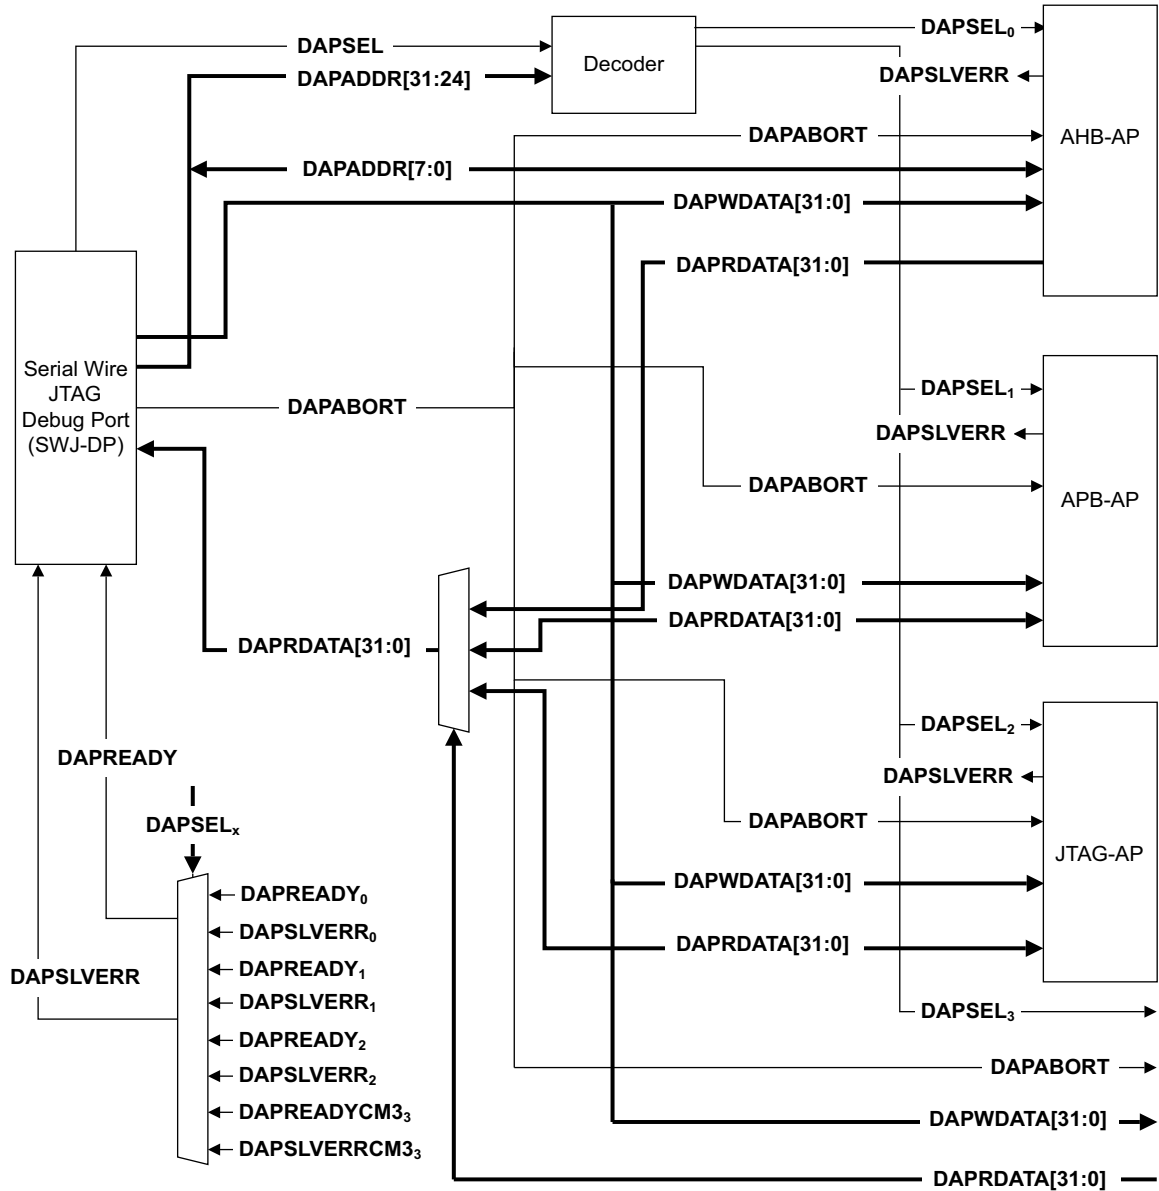 DAPSEL
DAPADDR[31:24]
Decoder
DAPSEL0
DAPSLVERR
DAPABORT
AHB-AP
DAPADDR[7:0]
DAPWDATA[31:0]
DAPRDATA[31:0]
Serial Wire
JTAG
Debug Port
(SWJ-DP)
DAPABORT
DAPSEL1
DAPSLVERR
DAPABORT
APB-AP
DAPWDATA[31:0]
DAPRDATA[31:0]
DAPRDATA[31:0]
DAPSEL2
DAPSLVERR
DAPABORT
JTAG-AP
DAPWDATA[31:0]
DAPRDATA[31:0]
DAPREADY
DAPSELx
DAPREADY0
DAPSLVERR0
DAPREADY1
DAPSLVERR
DAPSLVERR1
DAPREADY2
DAPSLVERR2
DAPREADYCM33
DAPSLVERRCM33
DAPSEL3
DAPABORT
DAPWDATA[31:0]
DAPRDATA[31:0]